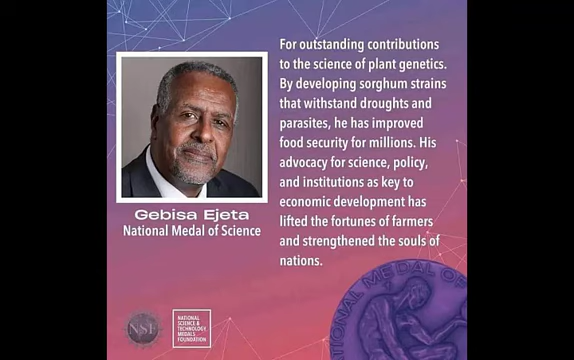 For outstanding contributions
to the science of plant genetics.
By developing sorghum strains
that withstand droughts and
parasites, he has improved
food security for millions. His
advocacy for science, policy,
and institutions as key to
economic development has
lifted the fortunes of farmers
and strengthened the souls of
nations.
Gebisa Ejeta
National Medal of Science
NSF
NATIONAL
SCIENCE &
TECHNOLOGY
MEDALS
FOUNDATION
NATIONAL MEDAL OF